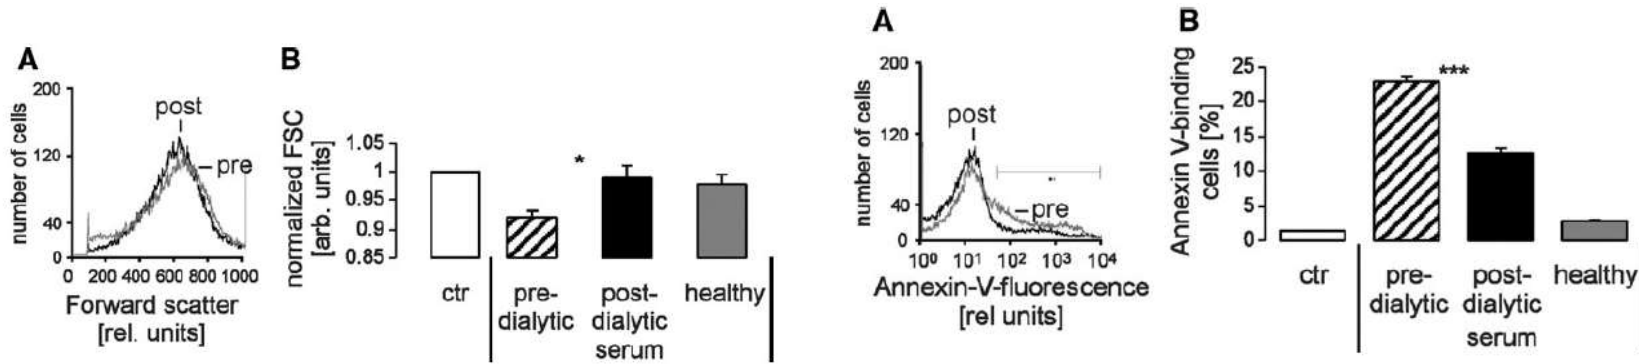 A
number of cells
200
120
40
0
post
pre
0 200 400 600 800 1000
Forward scatter
[rel. units]
B
normalized FSC
[arb. units]
1.05
1
0.95
0.9
0.85
*
ctr
pre-
dialytic
post-
dialytic
serum
healthy
A
number of cells
200
120
40
0
post
pre
10⁰ 10¹ 10² 10³ 10⁴
Annexin-V-fluorescence
[rel units]
B
Annexin V-binding
cells [%]
25
20
15
10
5
0
***
ctr
pre-
dialytic
post-
dialytic
serum
healthy